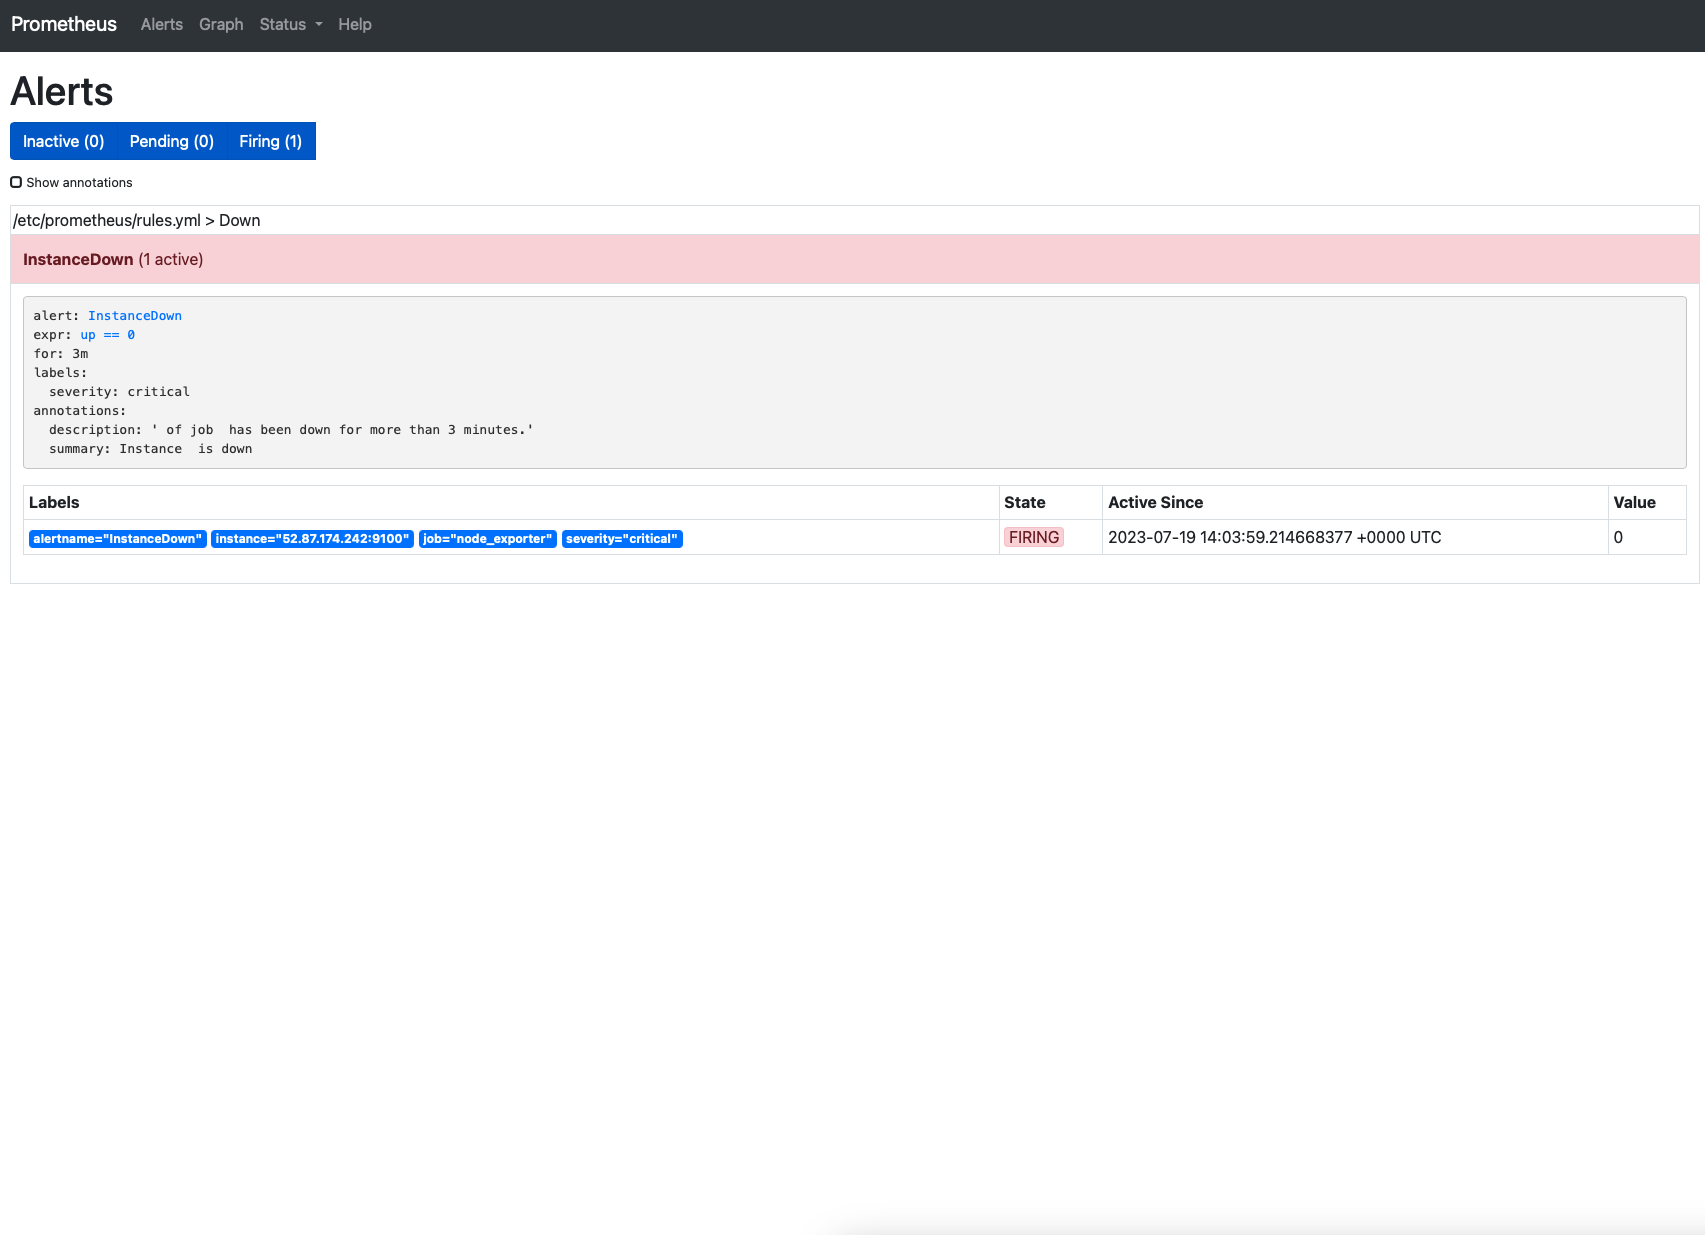 Prometheus Alerts Graph Status Help
Alerts
Inactive (0) Pending (0) Firing (1)
Show annotations
/etc/prometheus/rules.yml > Down
InstanceDown (1 active)
alert: InstanceDown
expr: up == 0
for: 3m
labels:
  severity: critical
annotations:
  description: ' of job  has been down for more than 3 minutes.'
  summary: Instance  is down
Labels State Active Since Value
alertname="InstanceDown" instance="52.87.174.242:9100" job="node_exporter" severity="critical" FIRING 2023-07-19 14:03:59.214668377 +0000 UTC 0